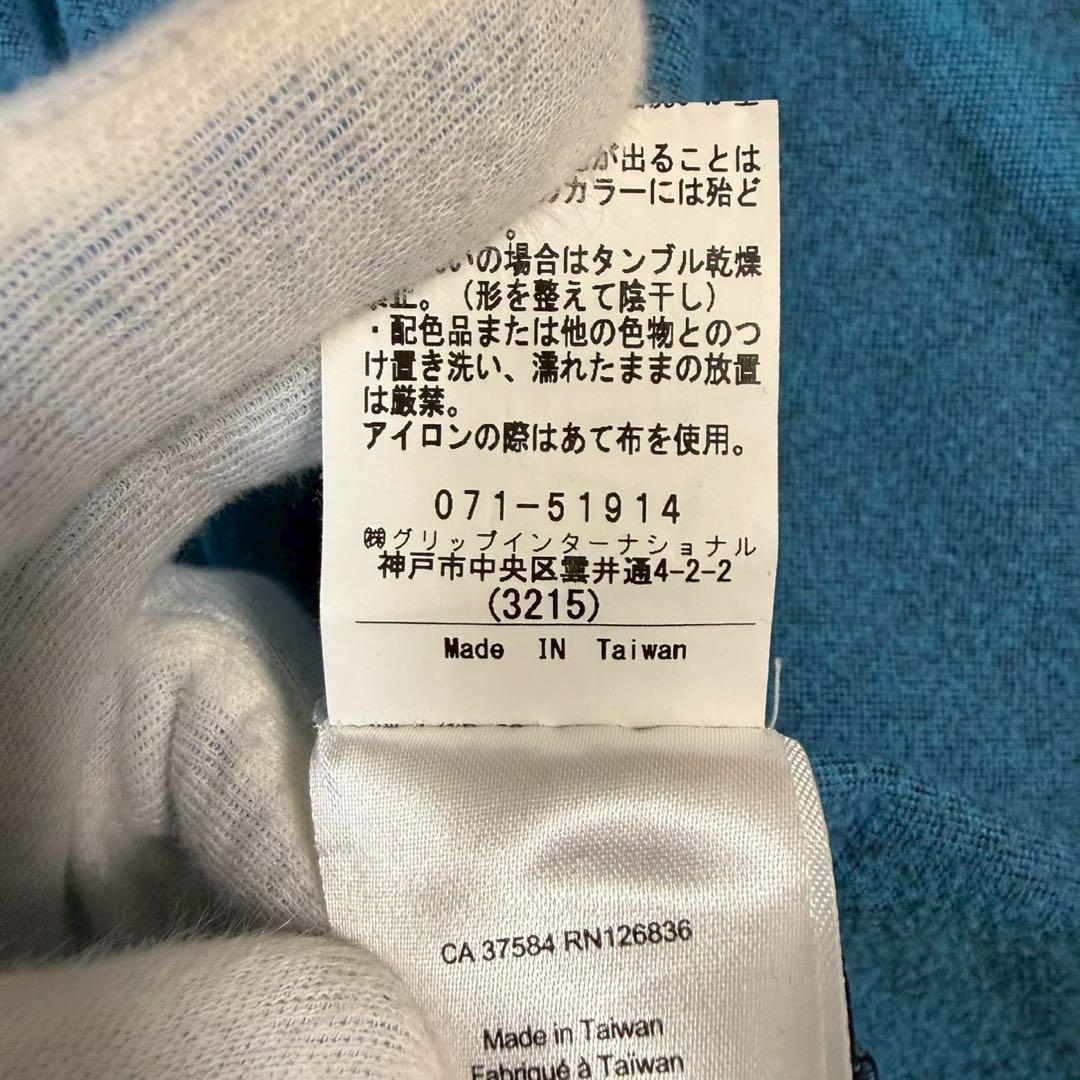 が出ることは
カラーには殆ど
。
いの場合はタンブル乾燥
禁止。(形を整えて陰干し)
・配色品または他の色物とのつ
け置き洗い、濡れたままの放置
は厳禁。
アイロンの際はあて布を使用。
071-51914
㈱グリップインターナショナル
神戸市中央区雲井通4-2-2
(3215)
Made IN Taiwan
CA 37584 RN126836
Made in Taiwan
Fabriqué à Taiwan